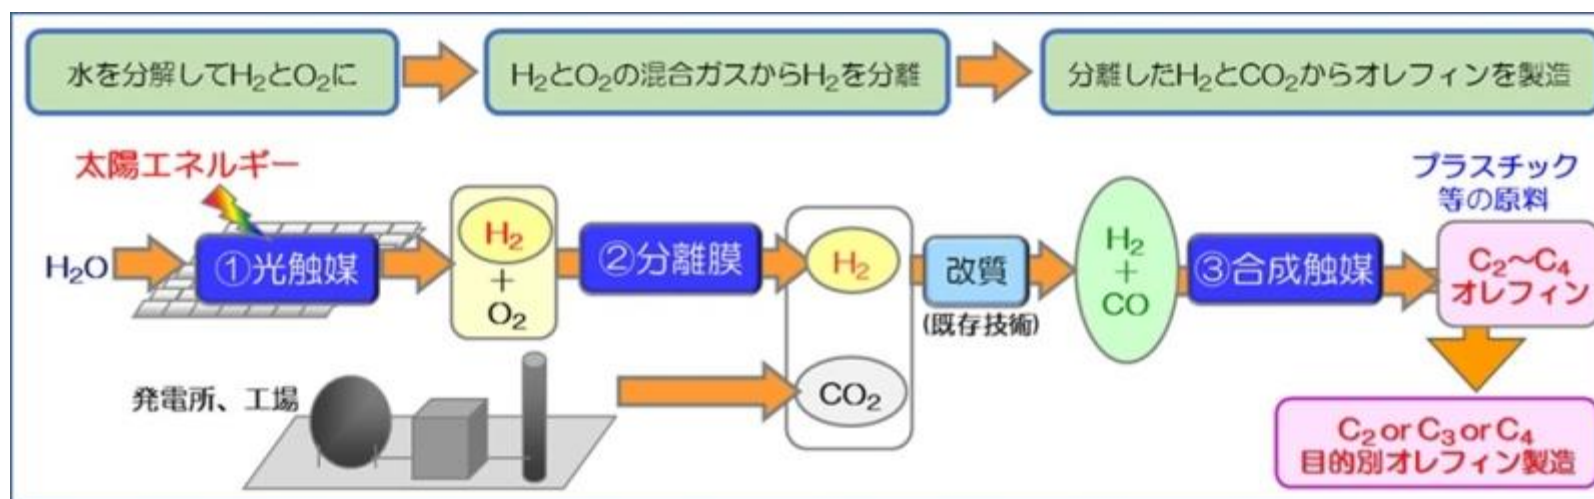 水を分解してH₂とO₂に
H₂とO₂の混合ガスからH₂を分離
分離したH₂とCO₂からオレフィンを製造
太陽エネルギー
プラスチック
等の原料
H₂O
①光触媒
H₂
+
O₂
②分離膜
H₂
改質
(既存技術)
H₂
+
CO
③合成触媒
C₂～C₄
オレフィン
発電所、工場
CO₂
C₂ or C₃ or C₄
目的別オレフィン製造